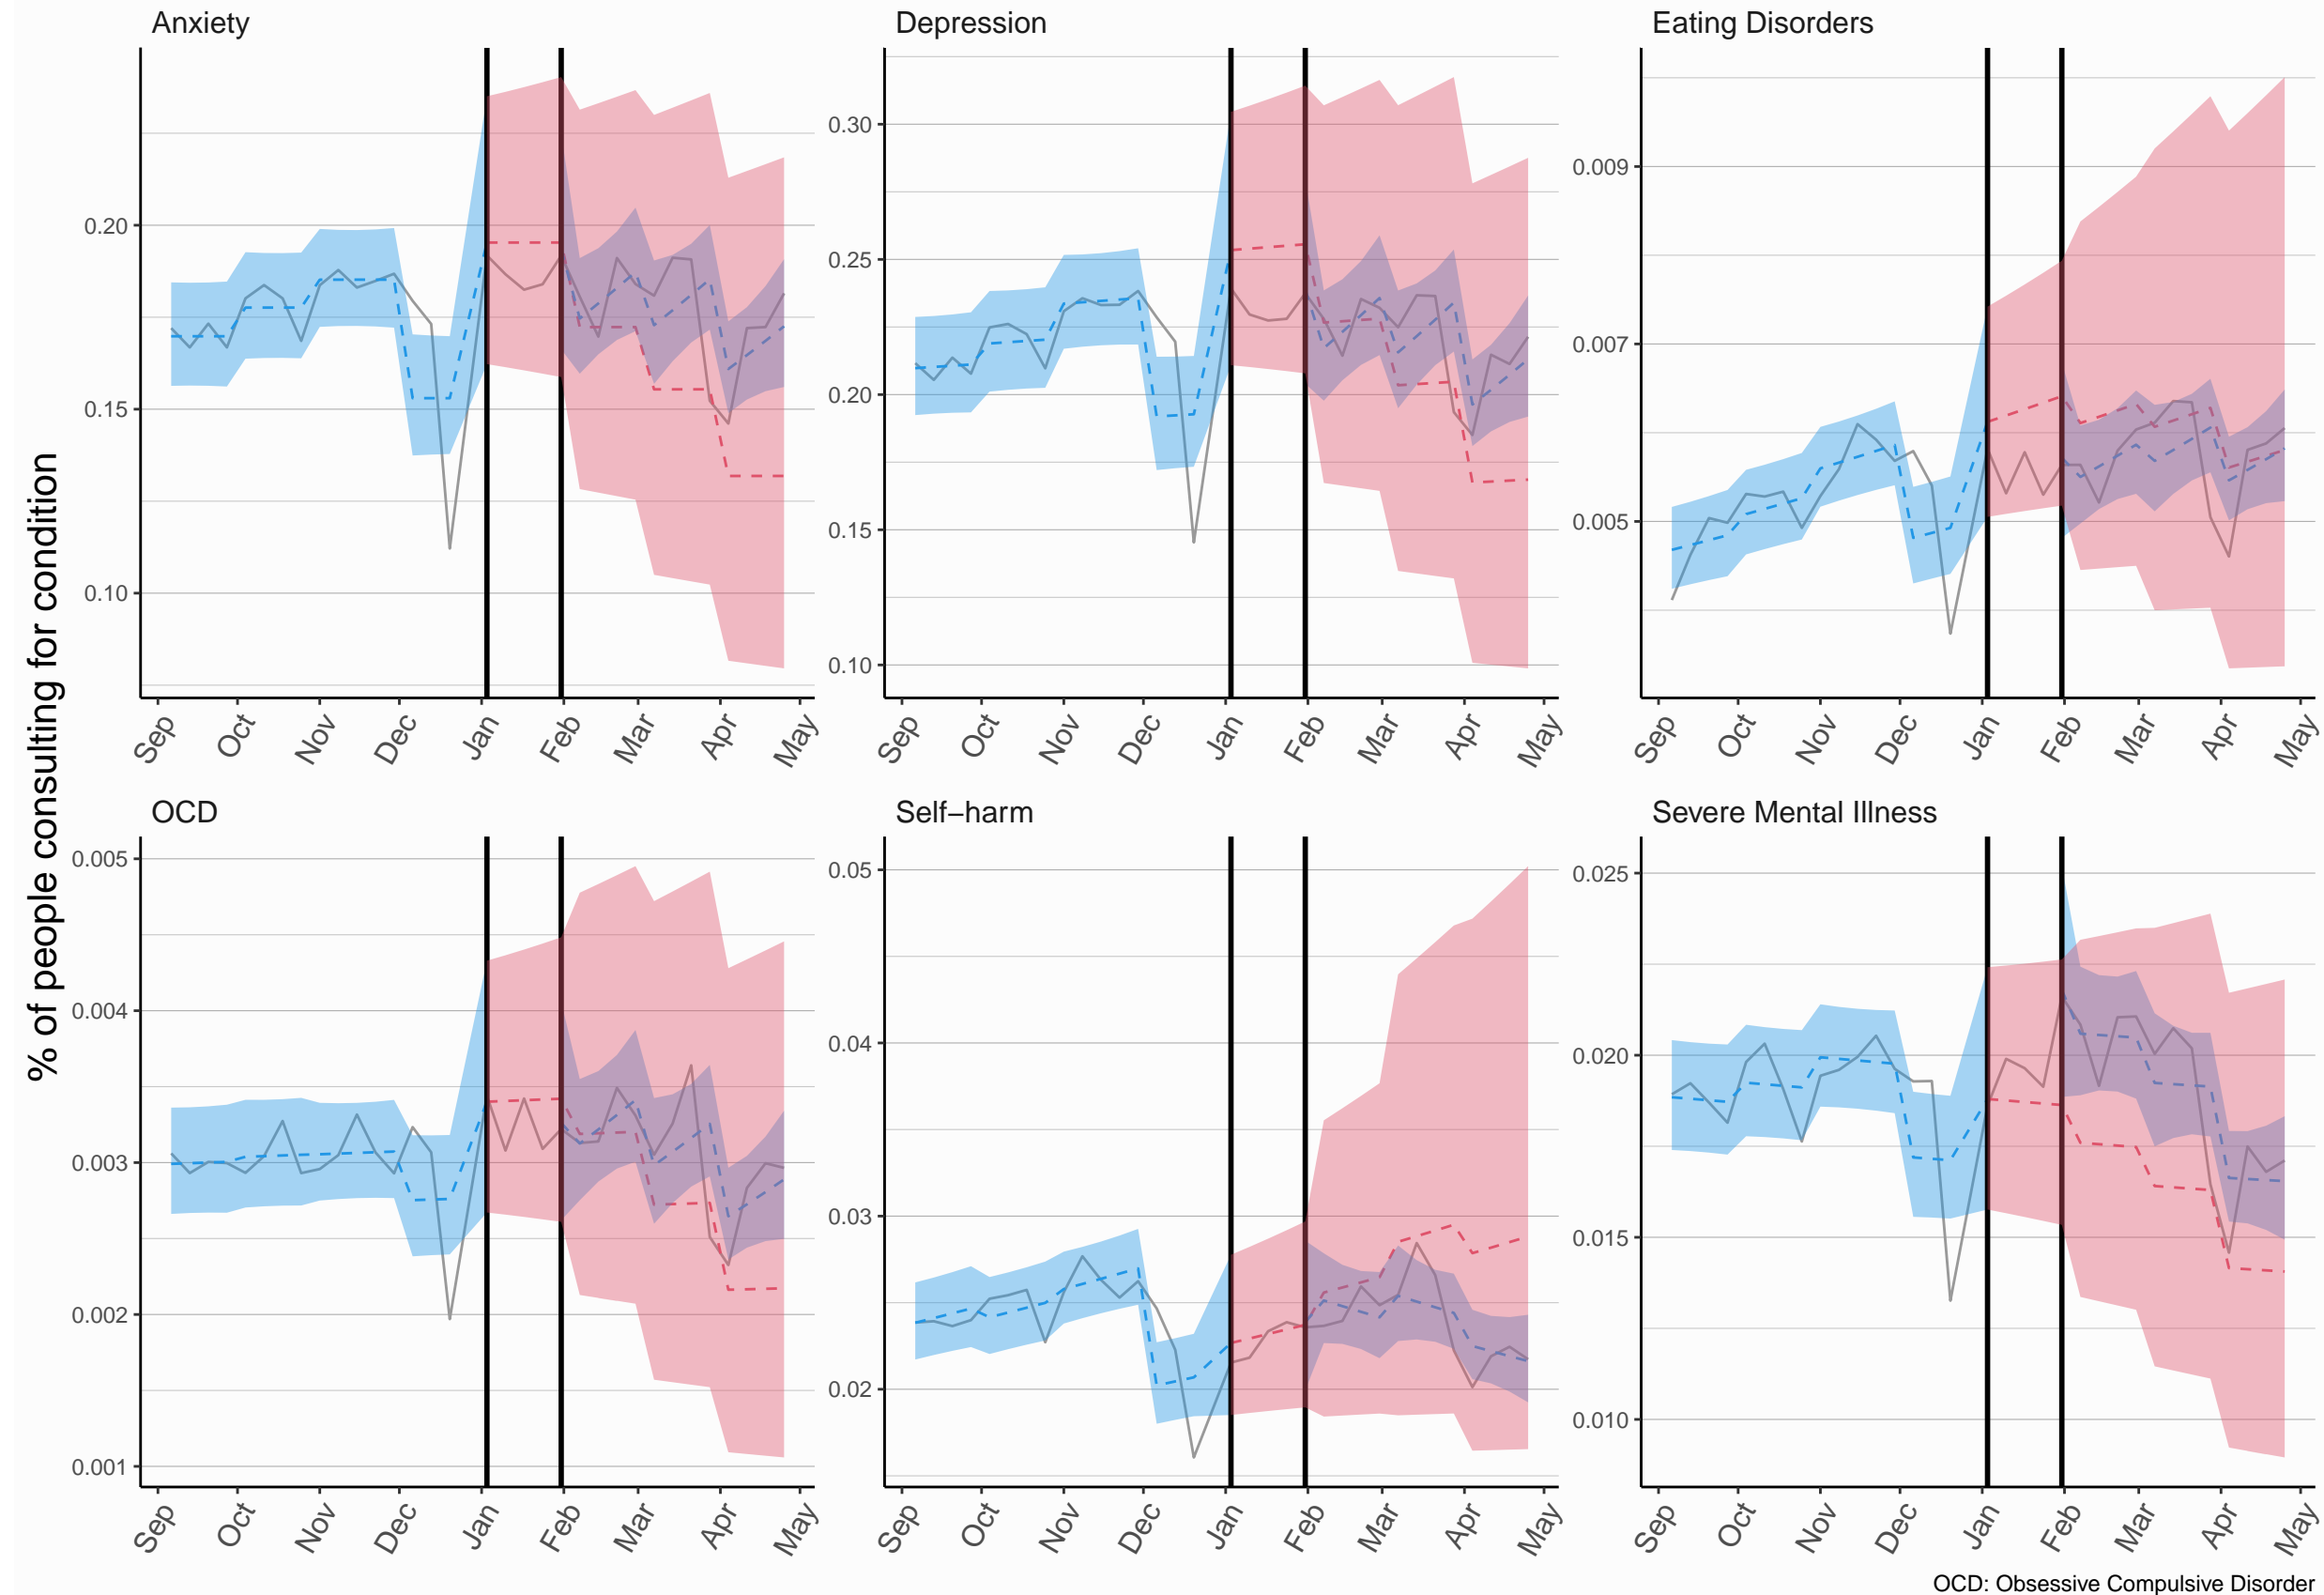 Anxiety
Depression
Eating Disorders
% of people consulting for condition
0.20
0.15
0.10
Sep Oct Nov Dec Jan Feb Mar Apr May
0.30
0.25
0.20
0.15
0.10
Sep Oct Nov Dec Jan Feb Mar Apr May
0.009
0.007
0.005
Sep Oct Nov Dec Jan Feb Mar Apr May
OCD
Self−harm
Severe Mental Illness
0.005
0.004
0.003
0.002
0.001
Sep Oct Nov Dec Jan Feb Mar Apr May
0.05
0.04
0.03
0.02
Sep Oct Nov Dec Jan Feb Mar Apr May
0.025
0.020
0.015
0.010
Sep Oct Nov Dec Jan Feb Mar Apr May
OCD: Obsessive Compulsive Disorder